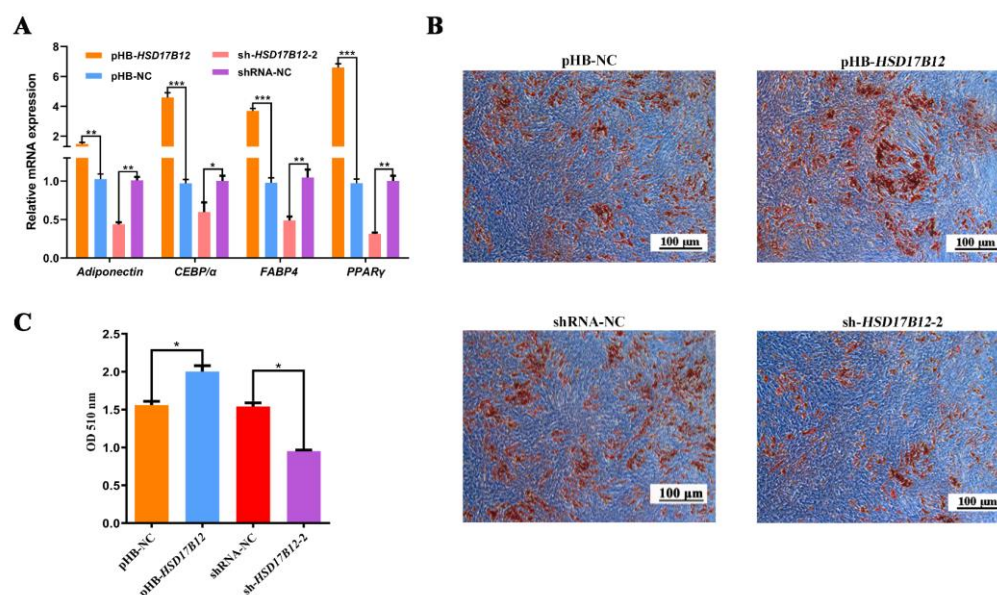 A
pHB-HSD17B12
sh-HSD17B12-2
pHB-NC
shRNA-NC
Relative mRNA expression
8
6
4
2
1.0
0.5
0.0
**
**
***
*
***
**
***
**
Adiponectin
CEBP/α
FABP4
PPARγ
B
pHB-NC
pHB-HSD17B12
100 μm
100 μm
shRNA-NC
sh-HSD17B12-2
100 μm
100 μm
C
OD 510 nm
2.5
2.0
1.5
1.0
0.5
0.0
*
*
pHB-NC
pHB-HSD17B12
shRNA-NC
sh-HSD17B12-2